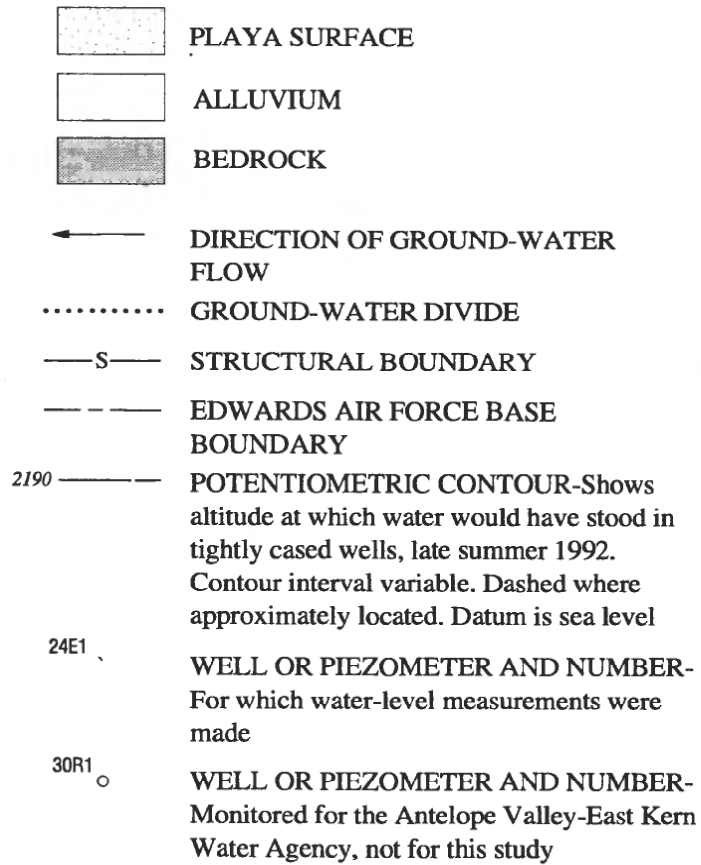 PLAYA SURFACE
ALLUVIUM
BEDROCK
DIRECTION OF GROUND-WATER
FLOW
GROUND-WATER DIVIDE
S STRUCTURAL BOUNDARY
EDWARDS AIR FORCE BASE
BOUNDARY
2190 POTENTIOMETRIC CONTOUR-Shows
altitude at which water would have stood in
tightly cased wells, late summer 1992.
Contour interval variable. Dashed where
approximately located. Datum is sea level
24E1
WELL OR PIEZOMETER AND NUMBER-
For which water-level measurements were
made
30R1
WELL OR PIEZOMETER AND NUMBER-
Monitored for the Antelope Valley-East Kern
Water Agency, not for this study